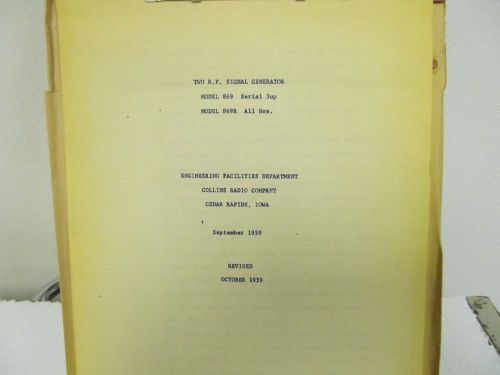 TWO R.F. SIGNAL GENERATOR
MODEL 869 Serial 3up
MODEL 869R All Nos.
ENGINEERING FACILITIES DEPARTMENT
COLLINS RADIO COMPANY
CEDAR RAPIDS, IOWA
September 1959
REVISED
OCTOBER 1959